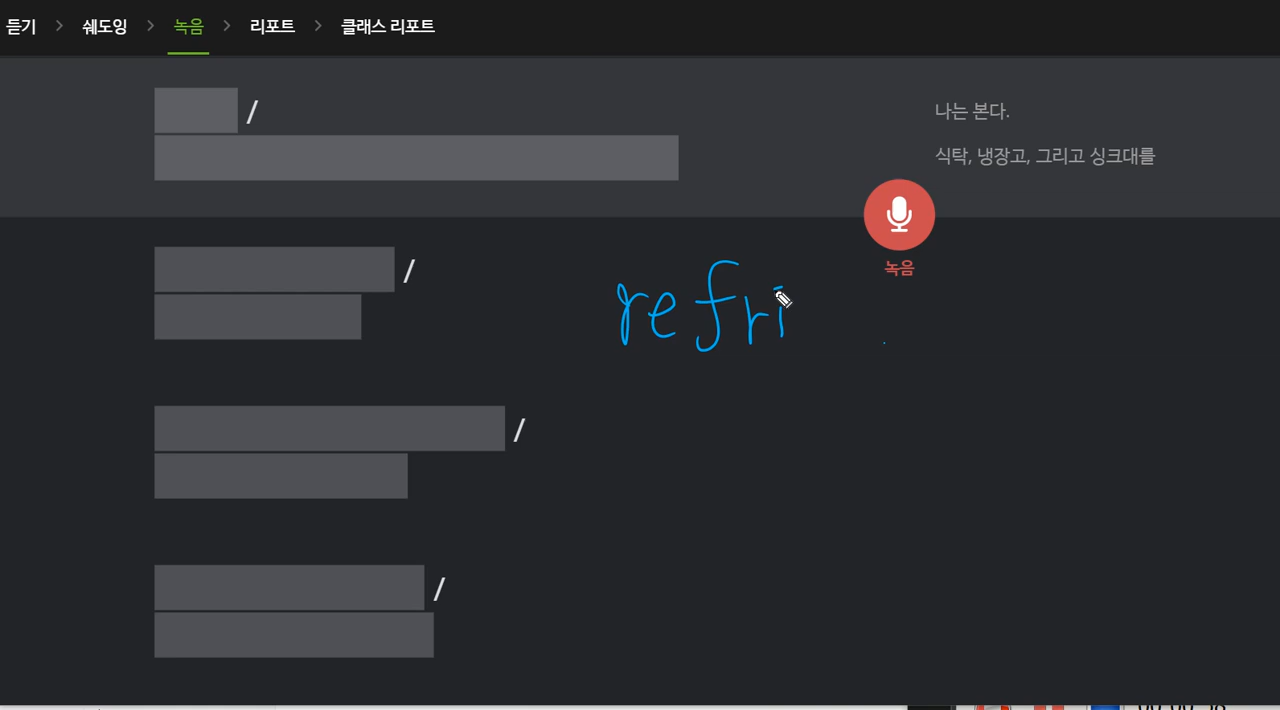 듣기 > 쉐도잉 > 녹음 > 리포트 > 클래스 리포트
/
나는 본다.
식탁, 냉장고, 그리고 싱크대를
녹음
/
refri
/
/